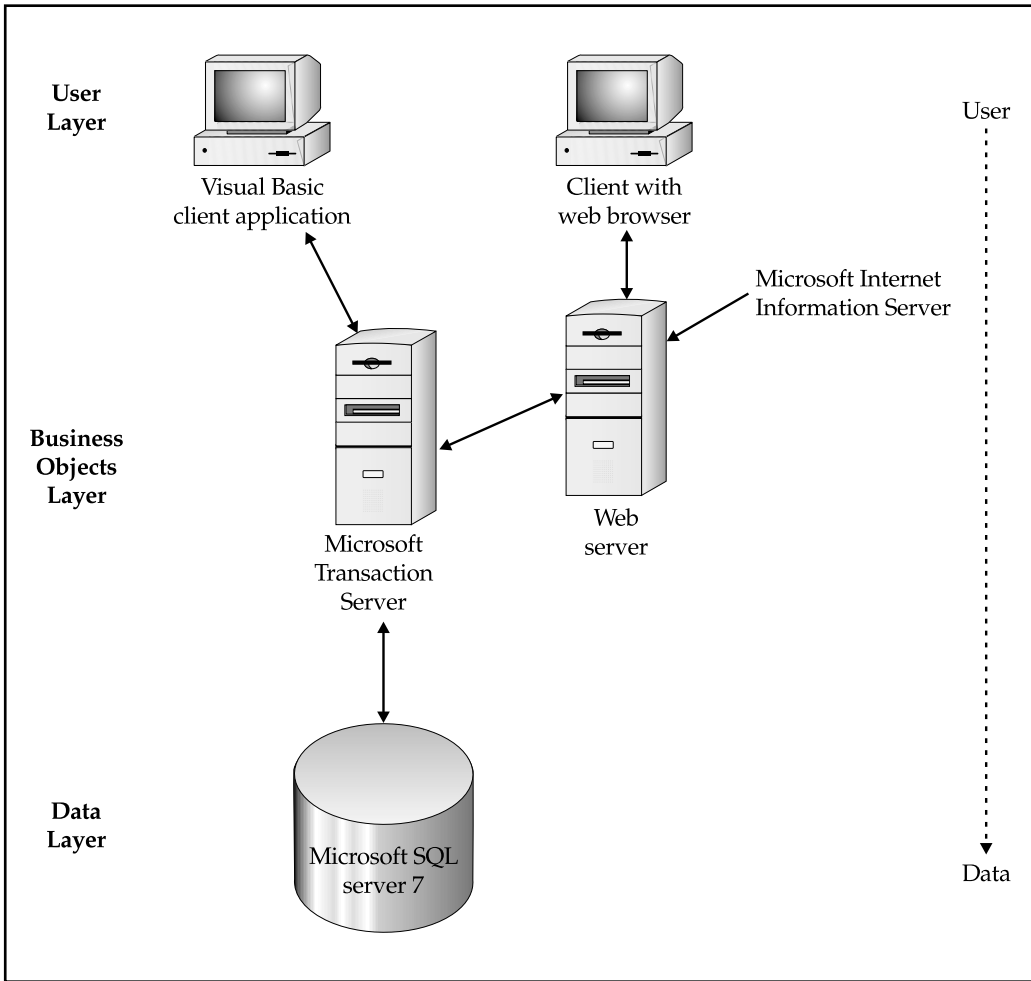 User
Layer
Visual Basic
client application
Client with
web browser
User
Microsoft Internet
Information Server
Business
Objects
Layer
Microsoft
Transaction
Server
Web
server
Data
Layer
Microsoft SQL
server 7
Data